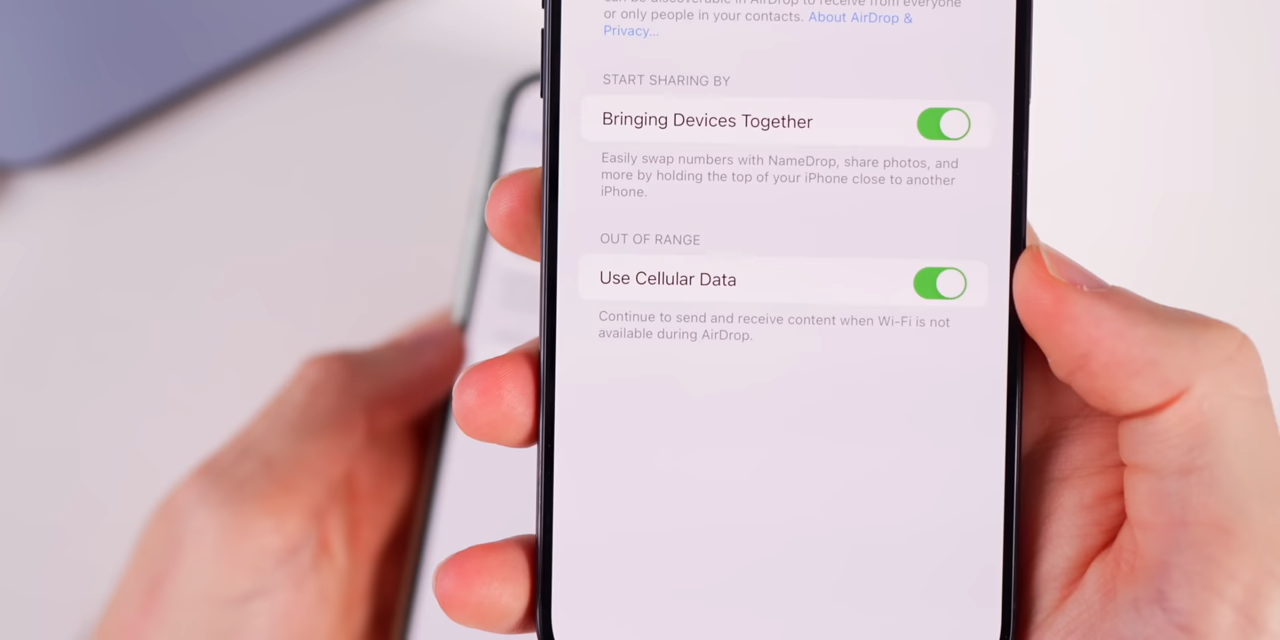 can be discoverable in AirDrop to receive from everyone
or only people in your contacts. About AirDrop &
Privacy...
START SHARING BY
Bringing Devices Together
Easily swap numbers with NameDrop, share photos, and
more by holding the top of your iPhone close to another
iPhone.
OUT OF RANGE
Use Cellular Data
Continue to send and receive content when Wi-Fi is not
available during AirDrop.